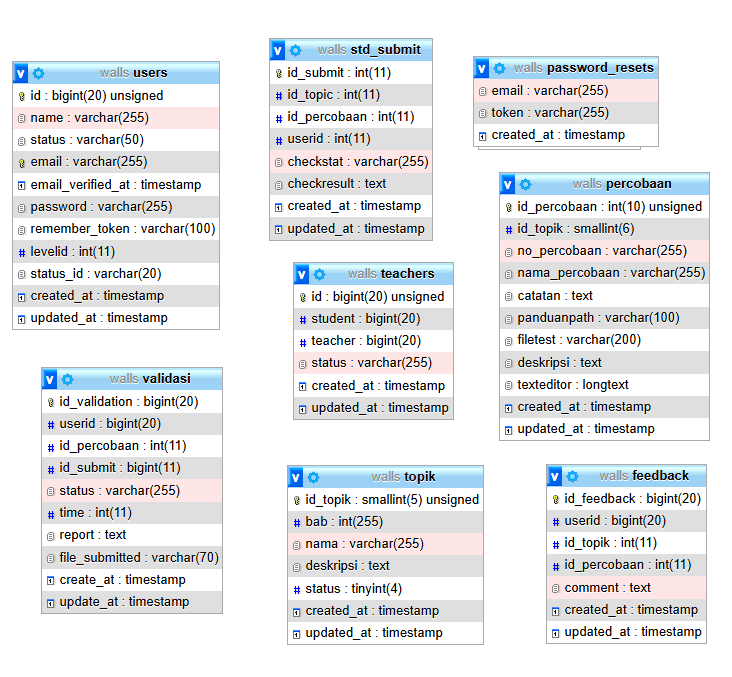 walls users
id : bigint(20) unsigned
name : varchar(255)
status : varchar(50)
email : varchar(255)
email_verified_at : timestamp
password : varchar(255)
remember_token : varchar(100)
levelid : int(11)
status_id : varchar(20)
created_at : timestamp
updated_at : timestamp
walls std_submit
id_submit : int(11)
id_topic : int(11)
id_percobaan : int(11)
userid : int(11)
checkstat : varchar(255)
checkresult : text
created_at : timestamp
updated_at : timestamp
walls password_resets
email : varchar(255)
token : varchar(255)
created_at : timestamp
walls percobaan
id_percobaan : int(10) unsigned
id_topik : smallint(6)
no_percobaan : varchar(255)
nama_percobaan : varchar(255)
catatan : text
panduanpath : varchar(100)
filetest : varchar(200)
deskripsi : text
texteditor : longtext
created_at : timestamp
updated_at : timestamp
walls teachers
id : bigint(20) unsigned
student : bigint(20)
teacher : bigint(20)
status : varchar(255)
created_at : timestamp
updated_at : timestamp
walls validasi
id_validation : bigint(20)
userid : bigint(20)
id_percobaan : int(11)
id_submit : bigint(11)
status : varchar(255)
time : int(11)
report : text
file_submitted : varchar(70)
create_at : timestamp
update_at : timestamp
walls topik
id_topik : smallint(5) unsigned
bab : int(255)
nama : varchar(255)
deskripsi : text
status : tinyint(4)
created_at : timestamp
updated_at : timestamp
walls feedback
id_feedback : bigint(20)
userid : bigint(20)
id_topik : int(11)
id_percobaan : int(11)
comment : text
created_at : timestamp
updated_at : timestamp